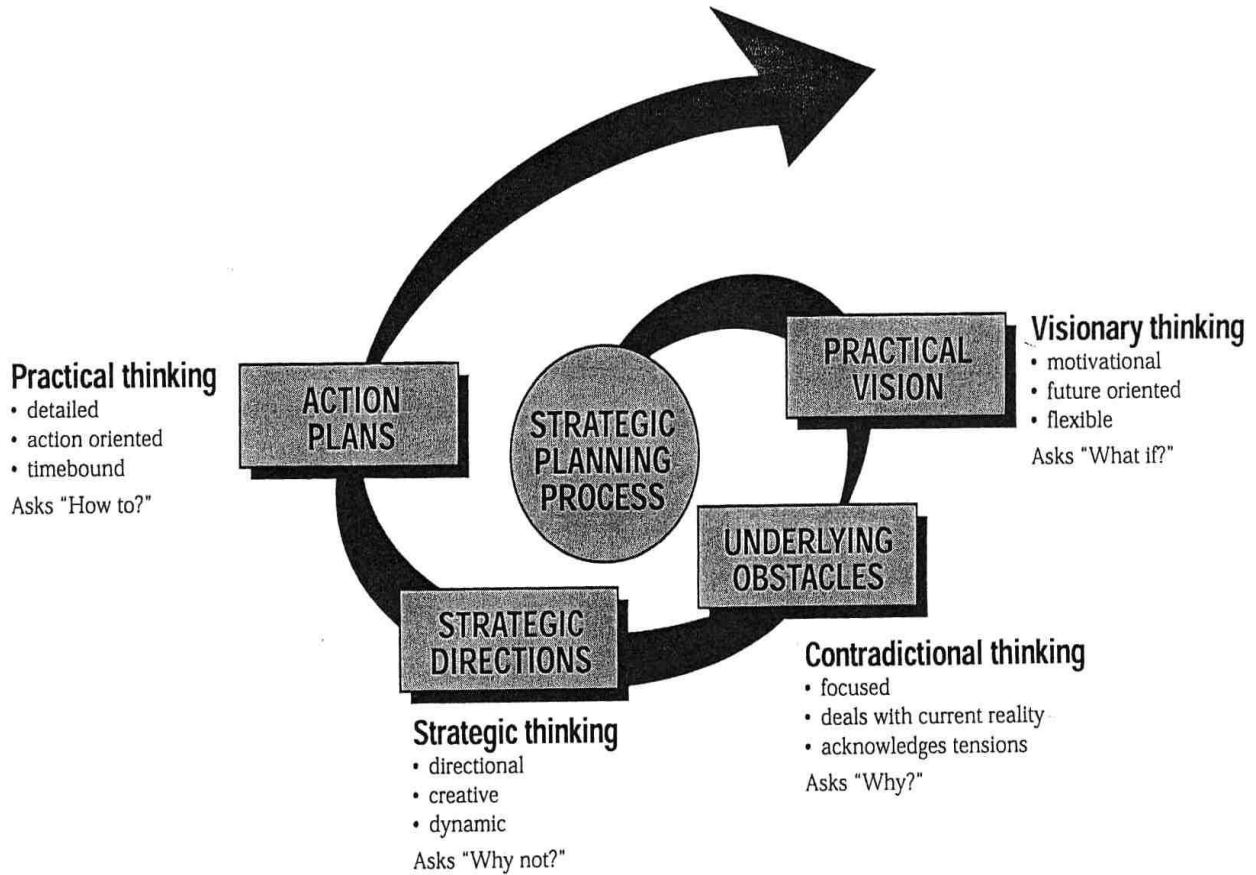 STRATEGIC
PLANNING
PROCESS
PRACTICAL
VISION
Visionary thinking
• motivational
• future oriented
• flexible
Asks "What if?"
UNDERLYING
OBSTACLES
Contradictional thinking
• focused
• deals with current reality
• acknowledges tensions
Asks "Why?"
STRATEGIC
DIRECTIONS
Strategic thinking
• directional
• creative
• dynamic
Asks "Why not?"
ACTION
PLANS
Practical thinking
• detailed
• action oriented
• timebound
Asks "How to?"